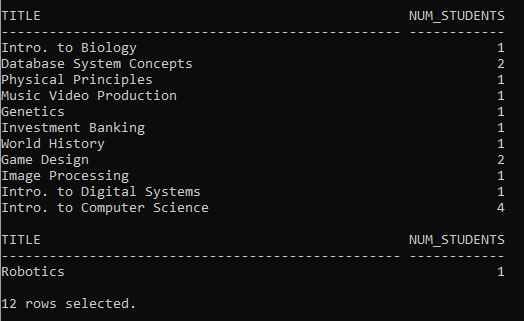 TITLE NUM_STUDENTS
-------------------------------------------------- ------------
Intro. to Biology 1
Database System Concepts 2
Physical Principles 1
Music Video Production 1
Genetics 1
Investment Banking 1
World History 1
Game Design 2
Image Processing 1
Intro. to Digital Systems 1
Intro. to Computer Science 4
TITLE NUM_STUDENTS
-------------------------------------------------- ------------
Robotics 1
12 rows selected.